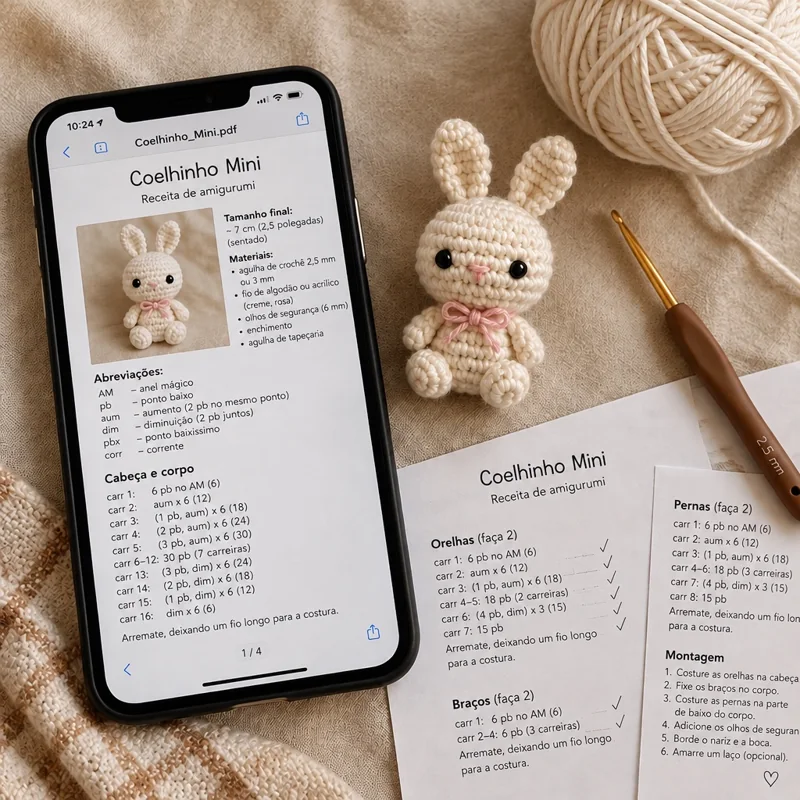 10:24
Coelhinho_Mini.pdf
Coelhinho Mini
Receita de amigurumi
Tamanho final:
~ 7 cm (2,5 polegadas)
(sentado)
Materiais:
• agulha de crochê 2,5 mm
ou 3 mm
• fio de algodão ou acrílico
(creme, rosa)
• olhos de segurança (6 mm)
• enchimento
• agulha de tapeçaria
Abreviações:
AM – anel mágico
pb – ponto baixo
aum – aumento (2 pb no mesmo ponto)
dim – diminuição (2 pb juntos)
pbx – ponto baixíssimo
corr – corrente
Cabeça e corpo
carr 1: 6 pb no AM (6)
carr 2: aum x 6 (12)
carr 3: (1 pb, aum) x 6 (18)
carr 4: (2 pb, aum) x 6 (24)
carr 5: (3 pb, aum) x 6 (30)
carr 6–12: 30 pb (7 carreiras)
carr 13: (3 pb, dim) x 6 (24)
carr 14: (2 pb, dim) x 6 (18)
carr 15: (1 pb, dim) x 6 (12)
carr 16: dim x 6 (6)
Arremate, deixando um fio longo para a costura.
1 / 4
Coelhinho Mini
Receita de amigurumi
Orelhas (faça 2)
carr 1: 6 pb no AM (6)
carr 2: aum x 6 (12)
carr 3: (1 pb, aum) x 6 (18)
carr 4–5: 18 pb (2 carreiras)
carr 6: (4 pb, dim) x 3 (15)
carr 7: 15 pb
Arremate, deixando um fio longo
para a costura.
Braços (faça 2)
carr 1: 6 pb no AM (6)
carr 2–4: 6 pb (3 carreiras)
Arremate, deixando um fio longo
para a costura.
Pernas (faça 2)
carr 1: 6 pb no AM (6)
carr 2: aum x 6 (12)
carr 3: (1 pb, aum) x 6 (18)
carr 4–6: 18 pb (3 carreiras)
carr 7: (4 pb, dim) x 3 (15)
carr 8: 15 pb
Arremate, deixando um fio lon
para a costura.
Montagem
1. Costure as orelhas na cabeça
2. Fixe os braços no corpo.
3. Costure as pernas na parte
de baixo do corpo.
4. Adicione os olhos de seguran
5. Borde o nariz e a boca.
6. Amarre um laço (opcional).
2.5 mm